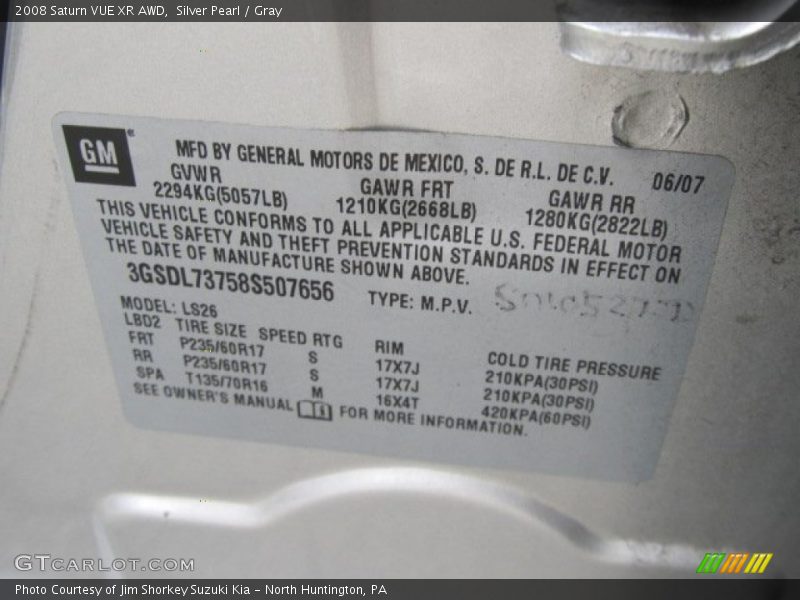 2008 Saturn VUE XR AWD, Silver Pearl / Gray
GM
MFD BY GENERAL MOTORS DE MEXICO, S. DE R.L. DE C.V. 06/07
GVWR GAWR FRT GAWR RR
2294KG(5057LB) 1210KG(2668LB) 1280KG(2822LB)
THIS VEHICLE CONFORMS TO ALL APPLICABLE U.S. FEDERAL MOTOR
VEHICLE SAFETY AND THEFT PREVENTION STANDARDS IN EFFECT ON
THE DATE OF MANUFACTURE SHOWN ABOVE.
3GSDL73758S507656 TYPE: M.P.V.
MODEL: LS26
LBD2 TIRE SIZE SPEED RTG RIM COLD TIRE PRESSURE
FRT P235/60R17 S 17X7J 210KPA(30PSI)
RR P235/60R17 S 17X7J 210KPA(30PSI)
SPA T135/70R16 M 16X4T 420KPA(60PSI)
SEE OWNER'S MANUAL FOR MORE INFORMATION.
GTCARLOT.COM
Photo Courtesy of Jim Shorkey Suzuki Kia - North Huntington, PA